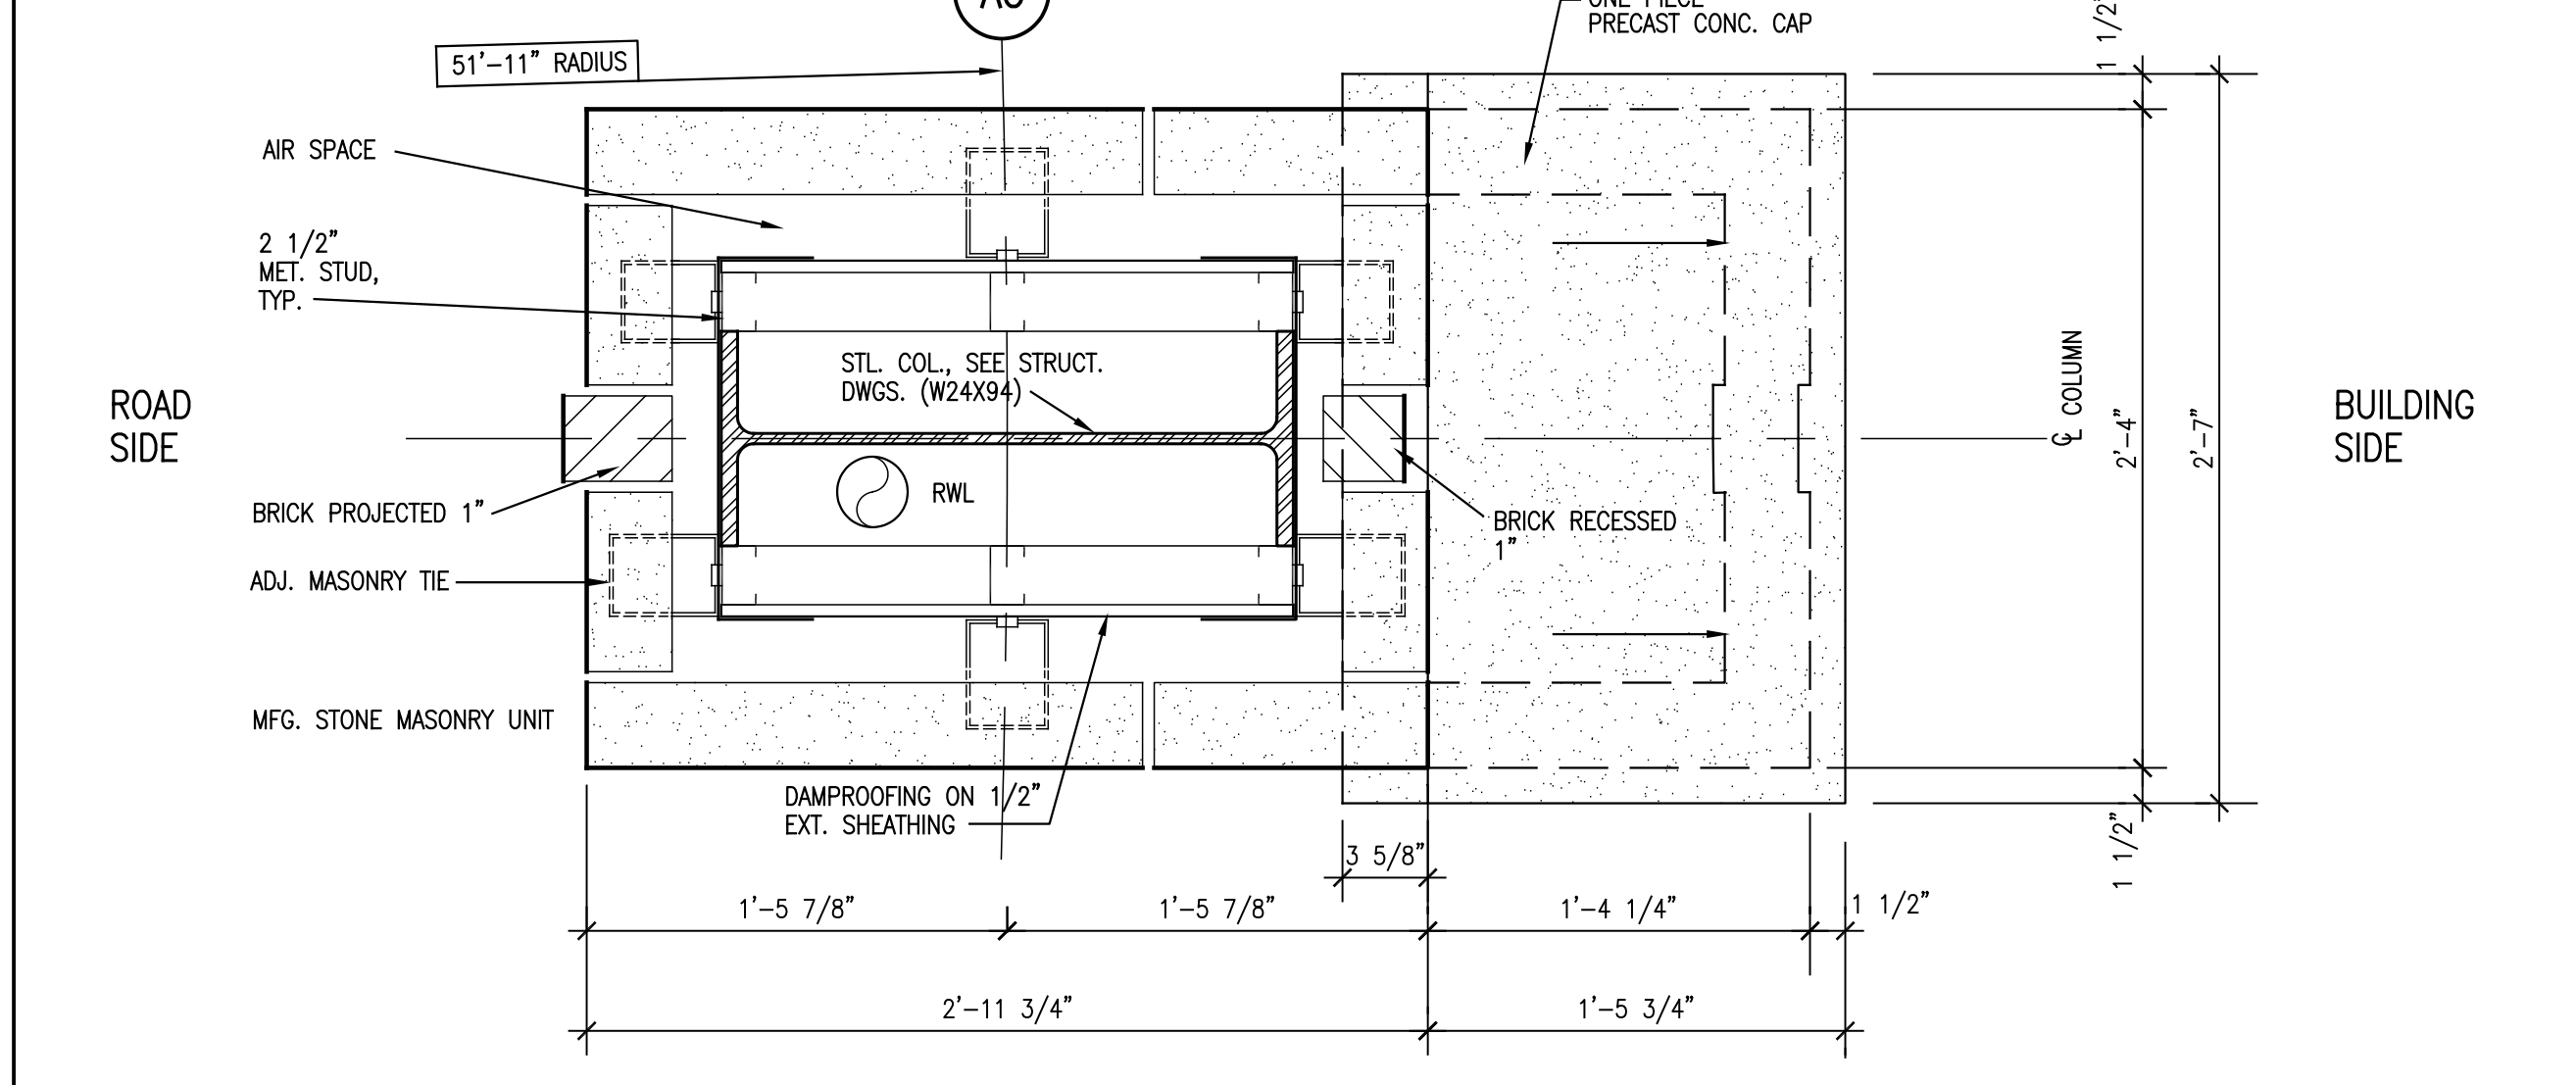 PRECAST CONC. CAP
1 1/2”
51’–11” RADIUS
AIR SPACE
2 1/2”
MET. STUD,
TYP.
STL. COL., SEE STRUCT.
DWGS. (W24X94)
ROAD
SIDE
RWL
BRICK PROJECTED 1”
BRICK RECESSED
1”
ADJ. MASONRY TIE
MFG. STONE MASONRY UNIT
DAMPROOFING ON 1/2”
EXT. SHEATHING
℄ COLUMN
2’–4”
2’–7”
BUILDING
SIDE
1 1/2”
3 5/8”
1’–5 7/8”
1’–5 7/8”
1’–4 1/4”
1 1/2”
2’–11 3/4”
1’–5 3/4”